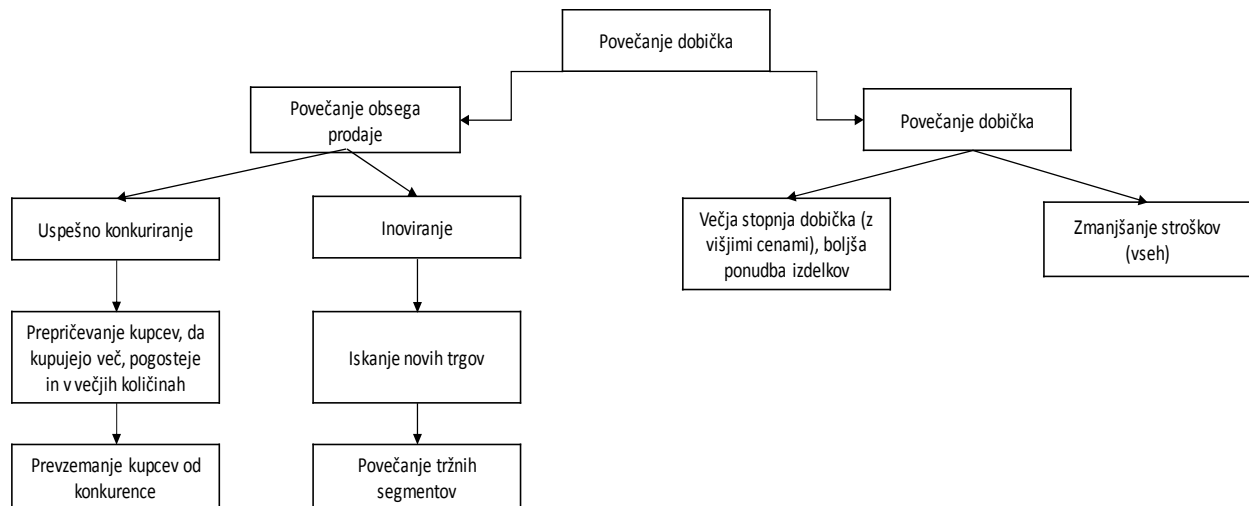 Povečanje dobička
Povečanje obsega
prodaje
Povečanje dobička
Uspešno konkuriranje
Inoviranje
Večja stopnja dobička (z
višjimi cenami), boljša
ponudba izdelkov
Zmanjšanje stroškov
(vseh)
Prepričevanje kupcev, da
kupujejo več, pogosteje
in v večjih količinah
Iskanje novih trgov
Prevzemanje kupcev od
konkurence
Povečanje tržnih
segmentov